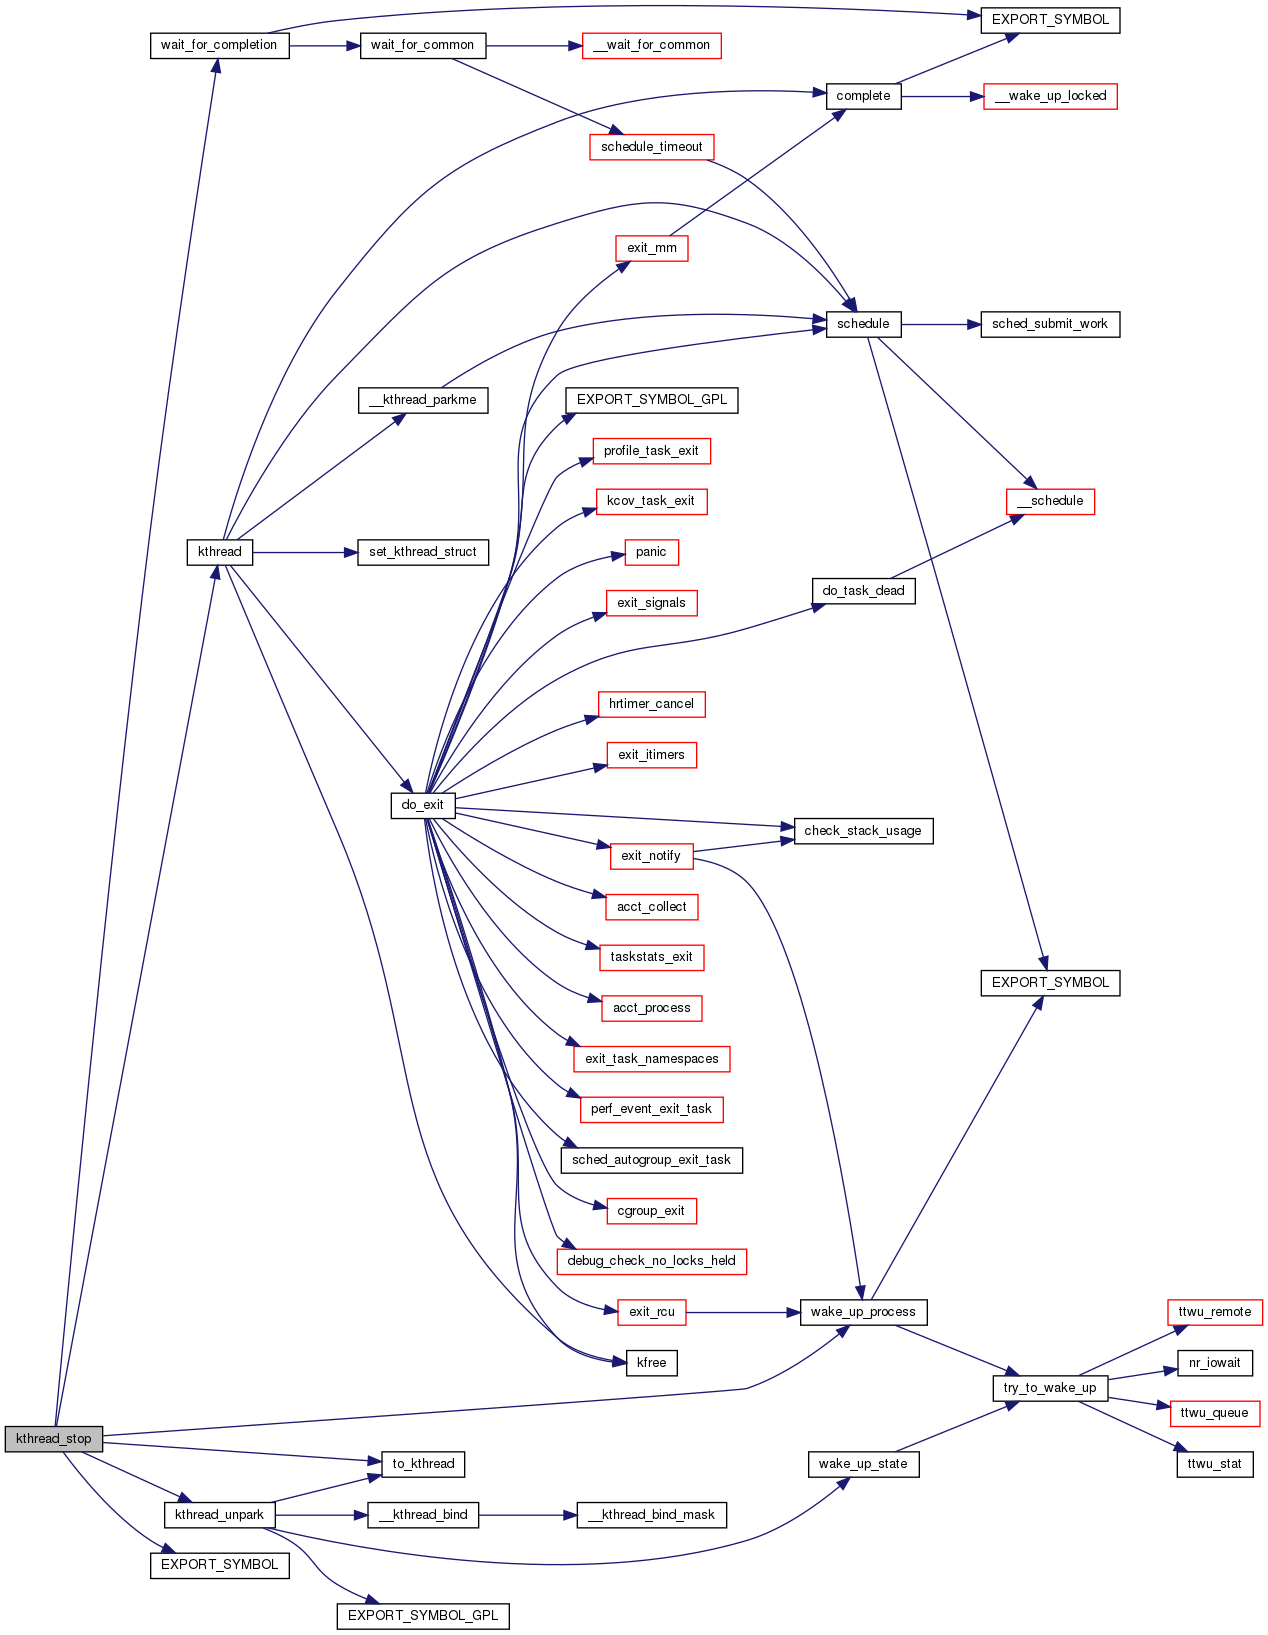 EXPORT_SYMBOL
wait_for_completion
wait_for_common
__wait_for_common
complete
__wake_up_locked
schedule_timeout
exit_mm
schedule
sched_submit_work
__kthread_parkme
EXPORT_SYMBOL_GPL
profile_task_exit
kcov_task_exit
__schedule
kthread
set_kthread_struct
panic
do_task_dead
exit_signals
hrtimer_cancel
exit_itimers
do_exit
check_stack_usage
exit_notify
acct_collect
taskstats_exit
EXPORT_SYMBOL
acct_process
exit_task_namespaces
perf_event_exit_task
sched_autogroup_exit_task
cgroup_exit
debug_check_no_locks_held
exit_rcu
wake_up_process
ttwu_remote
kfree
nr_iowait
try_to_wake_up
ttwu_queue
kthread_stop
to_kthread
wake_up_state
ttwu_stat
kthread_unpark
__kthread_bind
__kthread_bind_mask
EXPORT_SYMBOL
EXPORT_SYMBOL_GPL